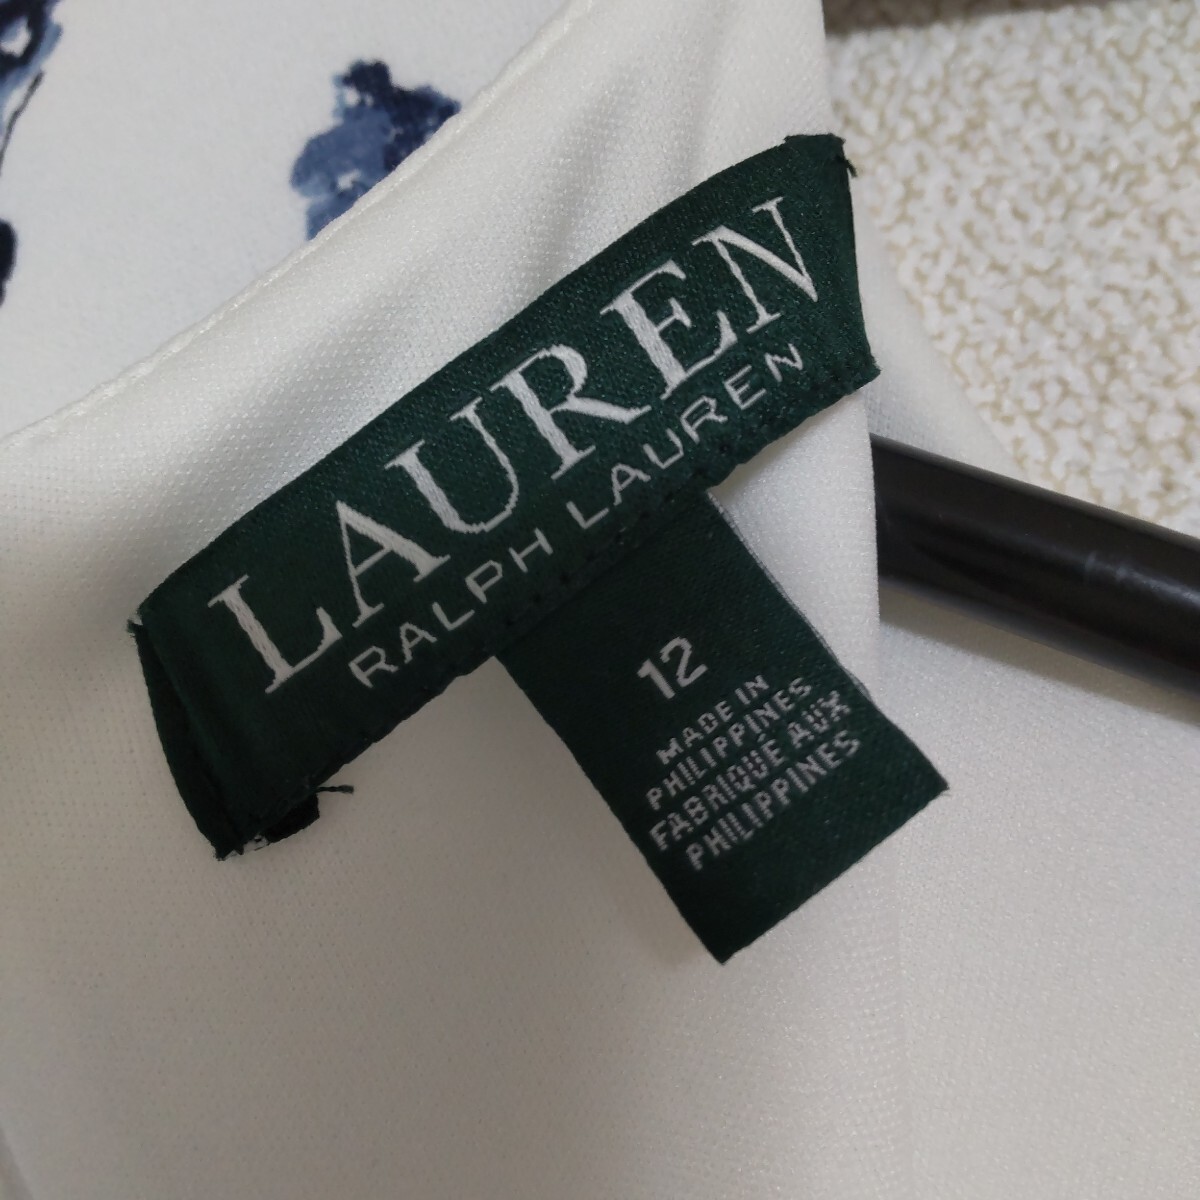 LAUREN
RALPH LAUREN
12
MADE IN
PHILIPPINES
FABRIQUÉ AUX
PHILIPPINES